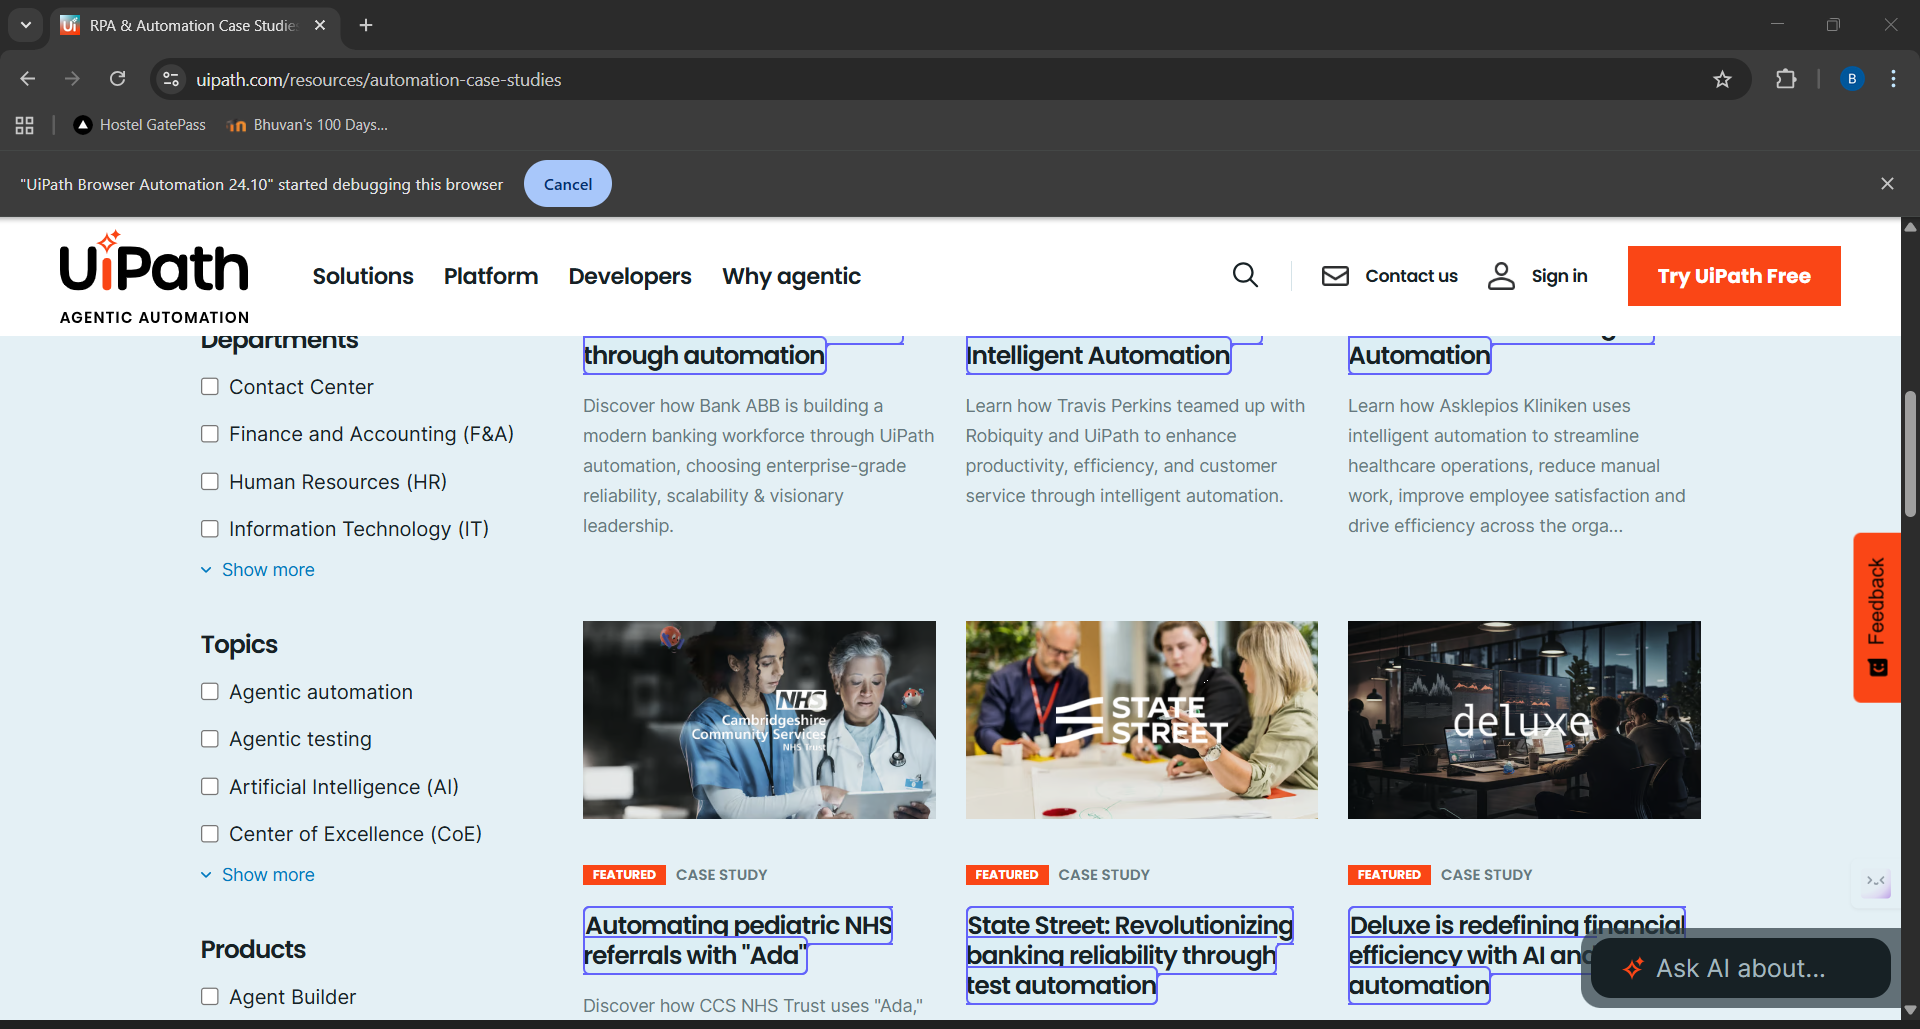 RPA & Automation Case Studies
uipath.com/resources/automation-case-studies
B
Hostel GatePass
Bhuvan's 100 Days...
"UiPath Browser Automation 24.10" started debugging this browser
Cancel
UiPath
AGENTIC AUTOMATION
Solutions
Platform
Developers
Why agentic
Contact us
Sign in
Try UiPath Free
Departments
Contact Center
Finance and Accounting (F&A)
Human Resources (HR)
Information Technology (IT)
Show more
Topics
Agentic automation
Agentic testing
Artificial Intelligence (AI)
Center of Excellence (CoE)
Show more
Products
Agent Builder
through automation
Discover how Bank ABB is building a
modern banking workforce through UiPath
automation, choosing enterprise-grade
reliability, scalability & visionary
leadership.
Intelligent Automation
Learn how Travis Perkins teamed up with
Robiquity and UiPath to enhance
productivity, efficiency, and customer
service through intelligent automation.
Automation
Learn how Asklepios Kliniken uses
intelligent automation to streamline
healthcare operations, reduce manual
work, improve employee satisfaction and
drive efficiency across the orga...
NHS
Cambridgeshire
Community Services
NHS Trust
FEATURED CASE STUDY
Automating pediatric NHS
referrals with "Ada"
Discover how CCS NHS Trust uses "Ada,"
STATE
STREET
FEATURED CASE STUDY
State Street: Revolutionizing
banking reliability through
test automation
deluxe
FEATURED CASE STUDY
Deluxe is redefining financial
efficiency with AI and
automation
Feedback
Ask AI about...